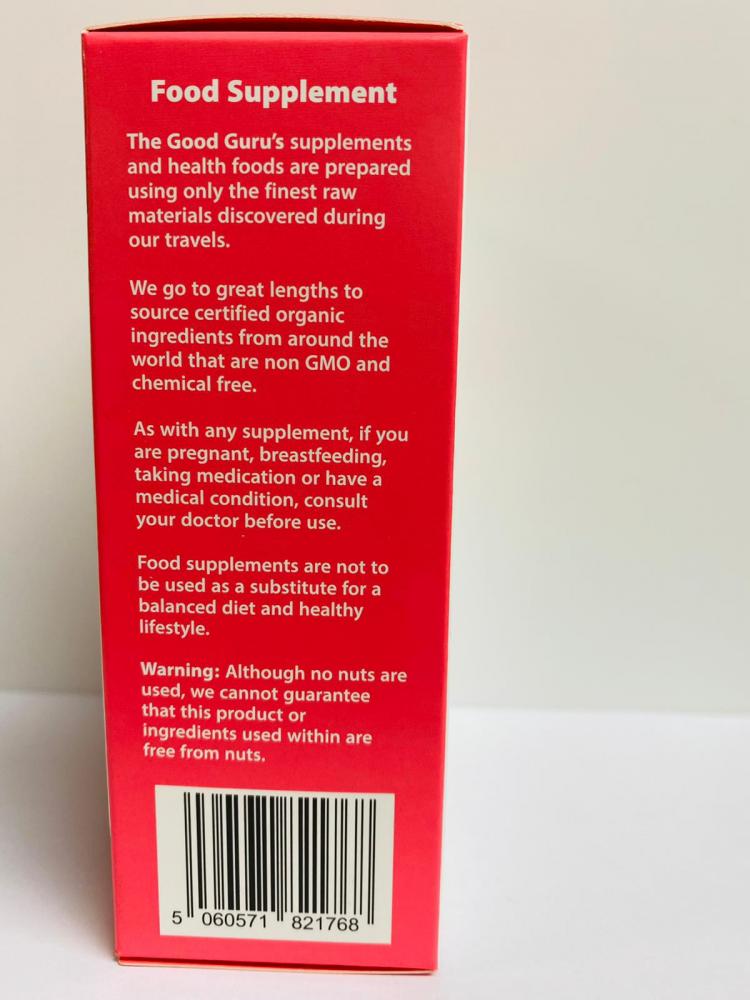 Food Supplement
The Good Guru's supplements
and health foods are prepared
using only the finest raw
materials discovered during
our travels.
We go to great lengths to
source certified organic
ingredients from around the
world that are non GMO and
chemical free.
As with any supplement, if you
are pregnant, breastfeeding,
taking medication or have a
medical condition, consult
your doctor before use.
Food supplements are not to
be used as a substitute for a
balanced diet and healthy
lifestyle.
Warning: Although no nuts are
used, we cannot guarantee
that this product or
ingredients used within are
free from nuts.
5 060571 821768